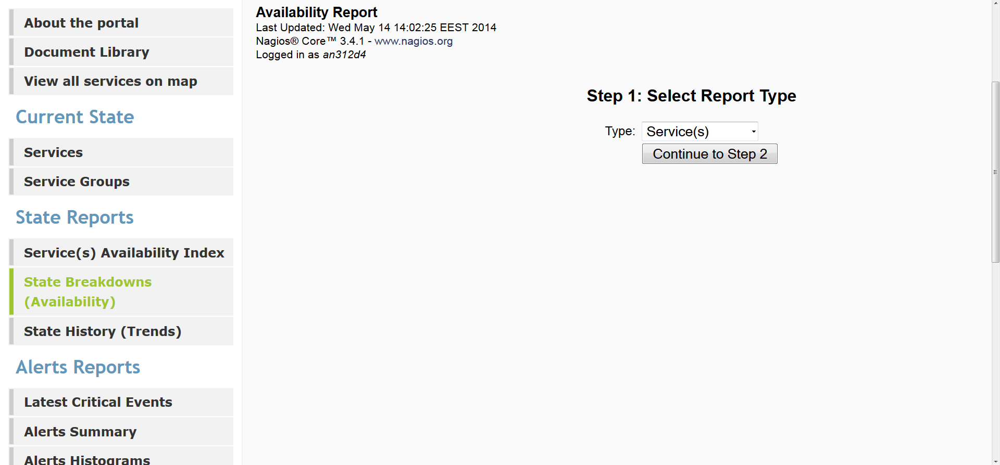 About the portal
Document Library
View all services on map
Current State
Services
Service Groups
State Reports
Service(s) Availability Index
State Breakdowns
(Availability)
State History (Trends)
Alerts Reports
Latest Critical Events
Alerts Summary
Alerts Histograms
Availability Report
Last Updated: Wed May 14 14:02:25 EEST 2014
Nagios® Core™ 3.4.1 - www.nagios.org
Logged in as an312d4
Step 1: Select Report Type
Type: Service(s)
Continue to Step 2